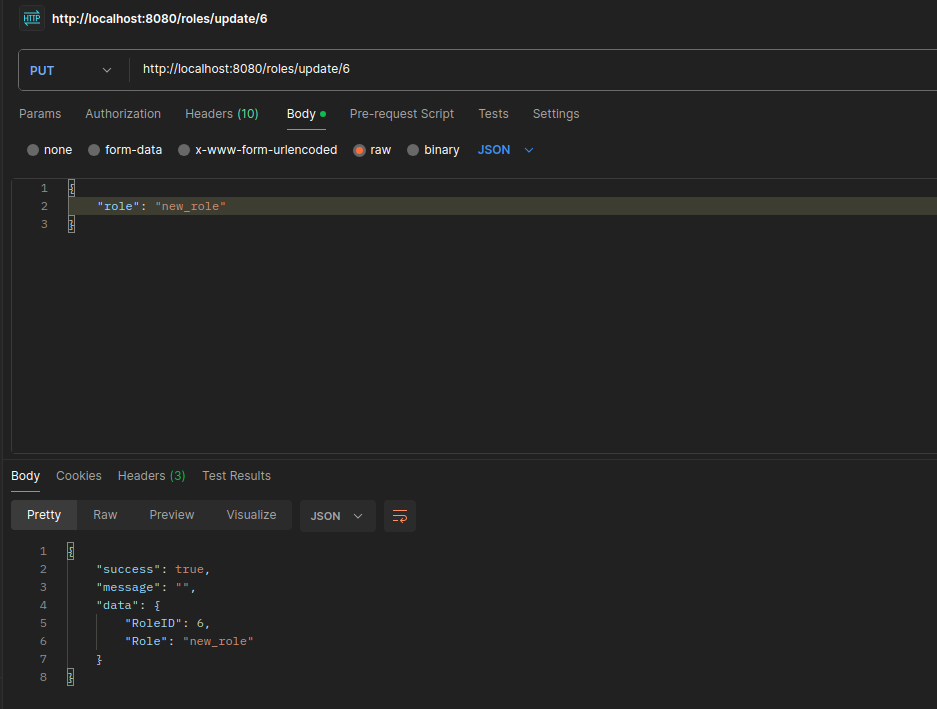 HTTP http://localhost:8080/roles/update/6
PUT http://localhost:8080/roles/update/6
Params Authorization Headers (10) Body Pre-request Script Tests Settings
none form-data x-www-form-urlencoded raw binary JSON
1 {
2 "role": "new_role"
3 }
Body Cookies Headers (3) Test Results
Pretty Raw Preview Visualize JSON
1 {
2 "success": true,
3 "message": "",
4 "data": {
5 "RoleID": 6,
6 "Role": "new_role"
7 }
8 }